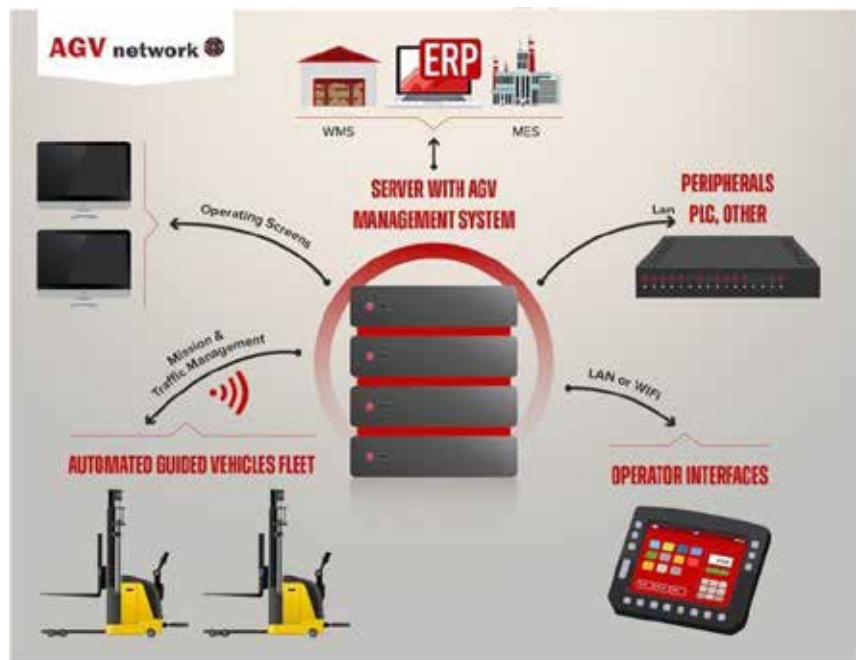 AGV network
ERP
WMS
MES
SERVER WITH AGV
MANAGEMENT SYSTEM
PERIPHERALS
PLC, OTHER
Lan
Operating Screens
Mission &
Traffic Management
LAN or WiFi
AUTOMATED GUIDED VEHICLES FLEET
OPERATOR INTERFACES